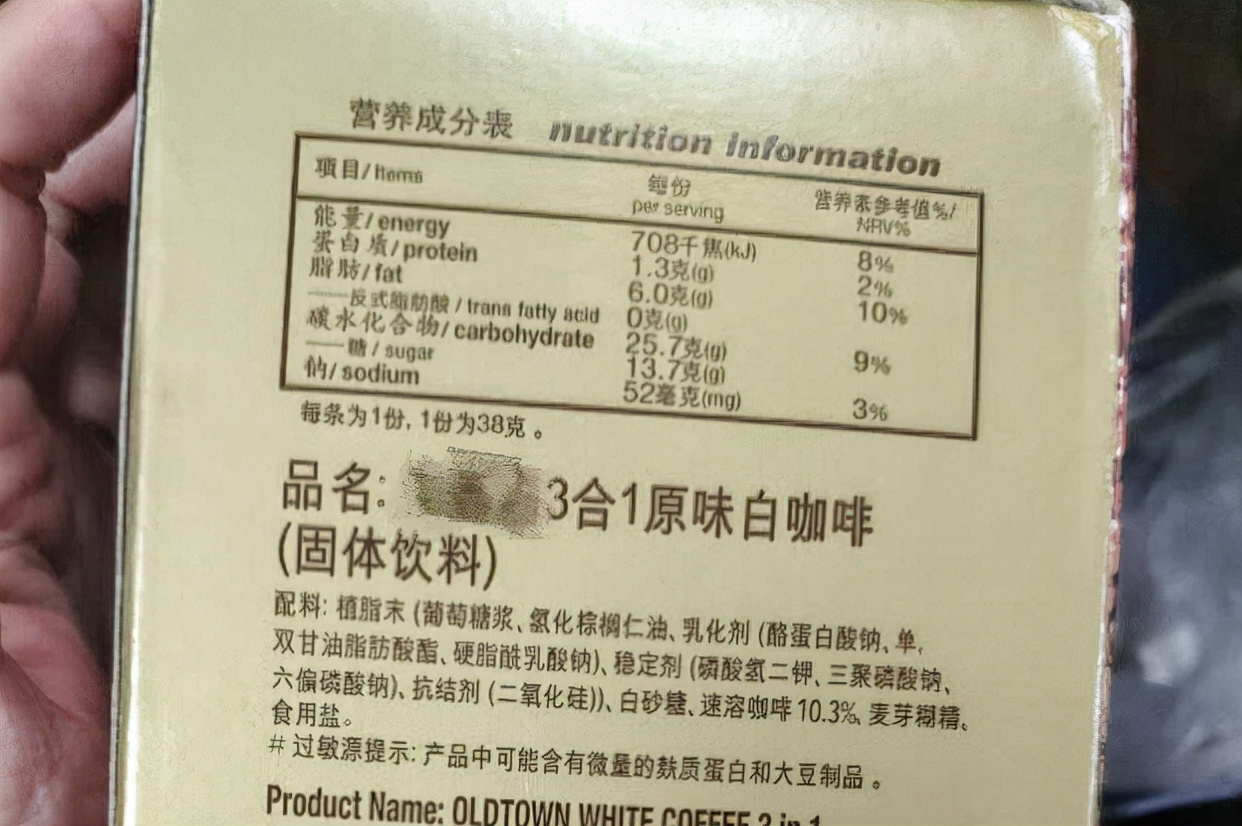 营养成分表 nutrition information
项目/Items 每份 per serving 营养素参考值%/NRV%
能量/energy 708千焦(kJ) 8%
蛋白质/protein 1.3克(g) 2%
脂肪/fat 6.0克(g) 10%
——反式脂肪酸/trans fatty acid 0克(g)
碳水化合物/carbohydrate 25.7克(g) 9%
——糖/sugar 13.7克(g)
钠/sodium 52毫克(mg) 3%
每条为1份, 1份为38克。
品名: 3合1原味白咖啡
(固体饮料)
配料: 植脂末 (葡萄糖浆、氢化棕榈仁油、乳化剂 (酪蛋白酸钠、单,
双甘油脂肪酸酯、硬脂酰乳酸钠)、稳定剂 (磷酸氢二钾、三聚磷酸钠、
六偏磷酸钠)、抗结剂 (二氧化硅))、白砂糖、速溶咖啡10.3%、麦芽糊精、
食用盐。
# 过敏源提示: 产品中可能含有微量的麸质蛋白和大豆制品。
Product Name: OLDTOWN WHITE COFFEE 3 in 1